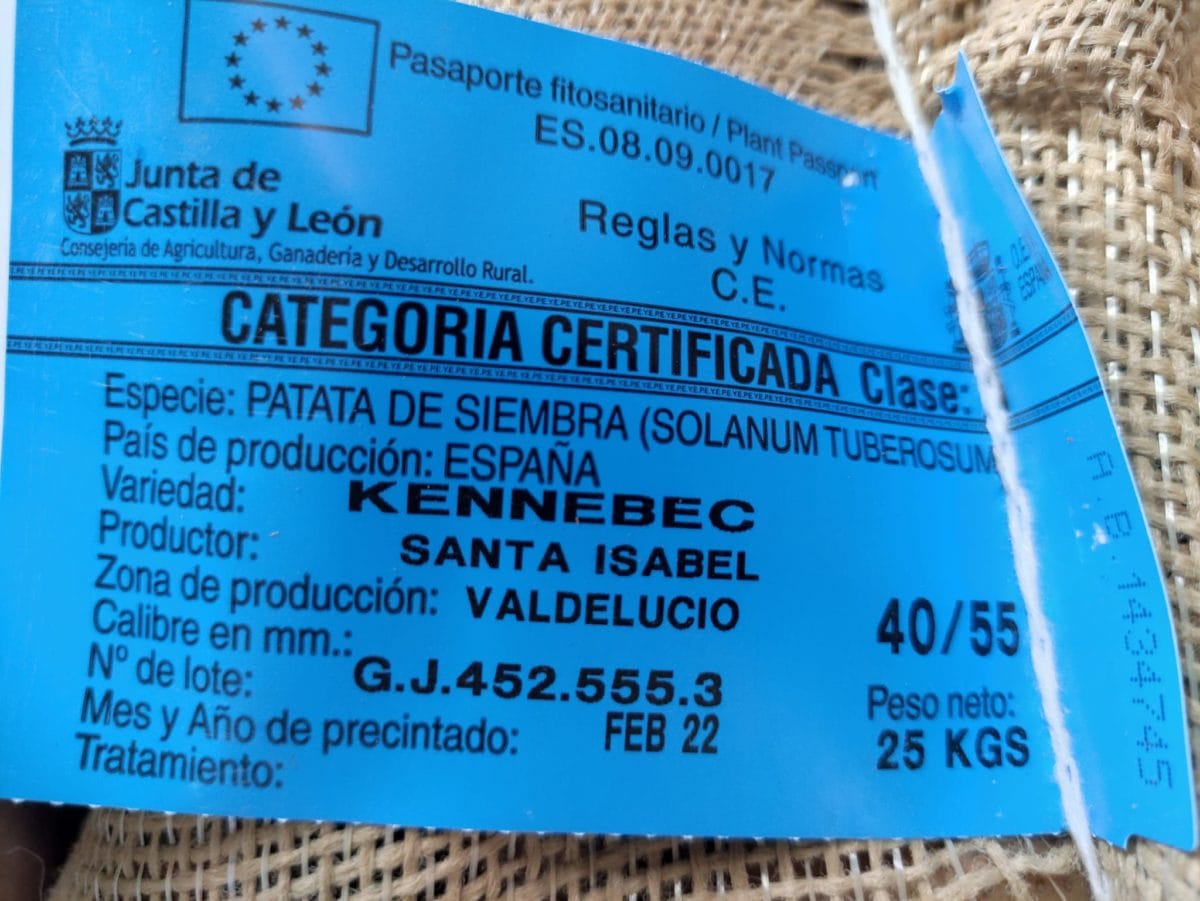 Pasaporte fitosanitario / Plant Passport
ES.08.09.0017
Junta de
Castilla y León
Consejería de Agricultura, Ganadería y Desarrollo Rural.
Reglas y Normas
C.E.
ESPAÑA
CATEGORIA CERTIFICADA Clase:
Especie: PATATA DE SIEMBRA (SOLANUM TUBEROSUM
País de producción: ESPAÑA
Variedad: KENNEBEC
Productor: SANTA ISABEL
Zona de producción: VALDELUCIO
Calibre en mm.: 40/55
Nº de lote: G.J.452.555.3
Peso neto:
Mes y Año de precintado: FEB 22
25 KGS
Tratamiento: